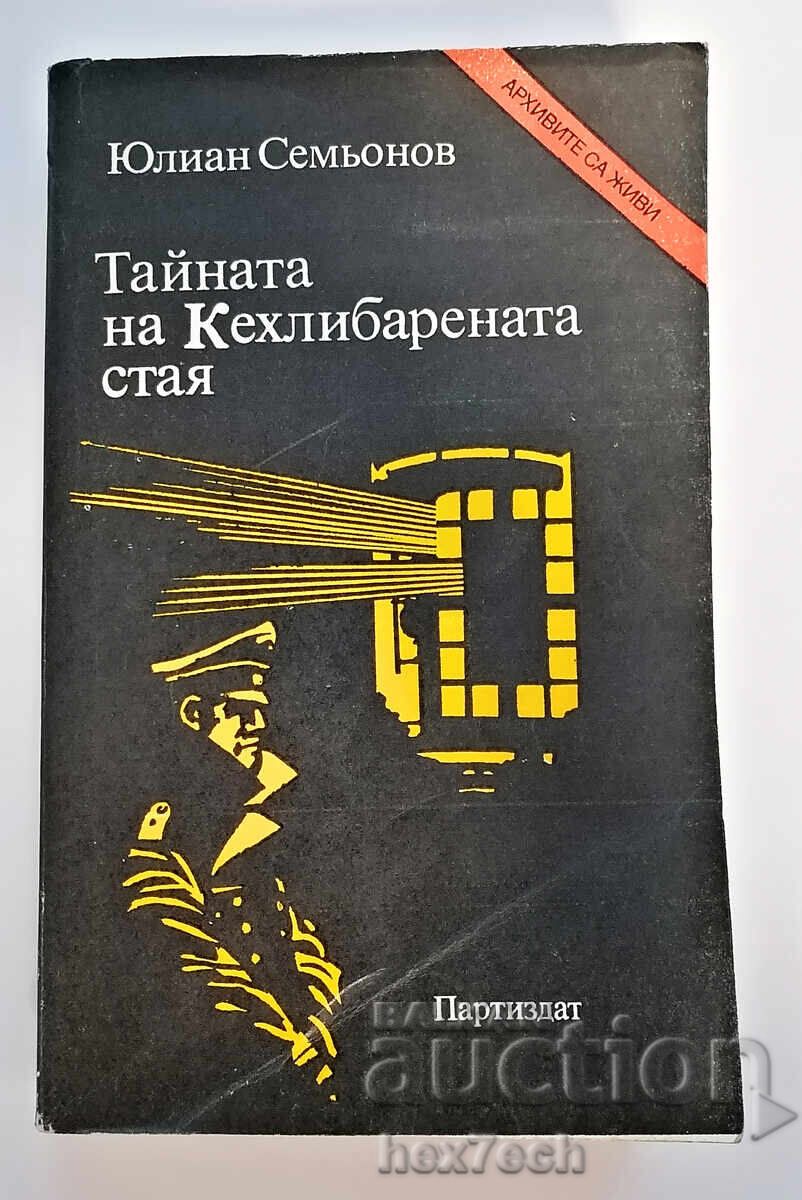 АРХИВИТЕ СА ЖИВИ
Юлиан Семьонов
Тайната
на Кехлибарената
стая
Партиздат
auction
hex7ech